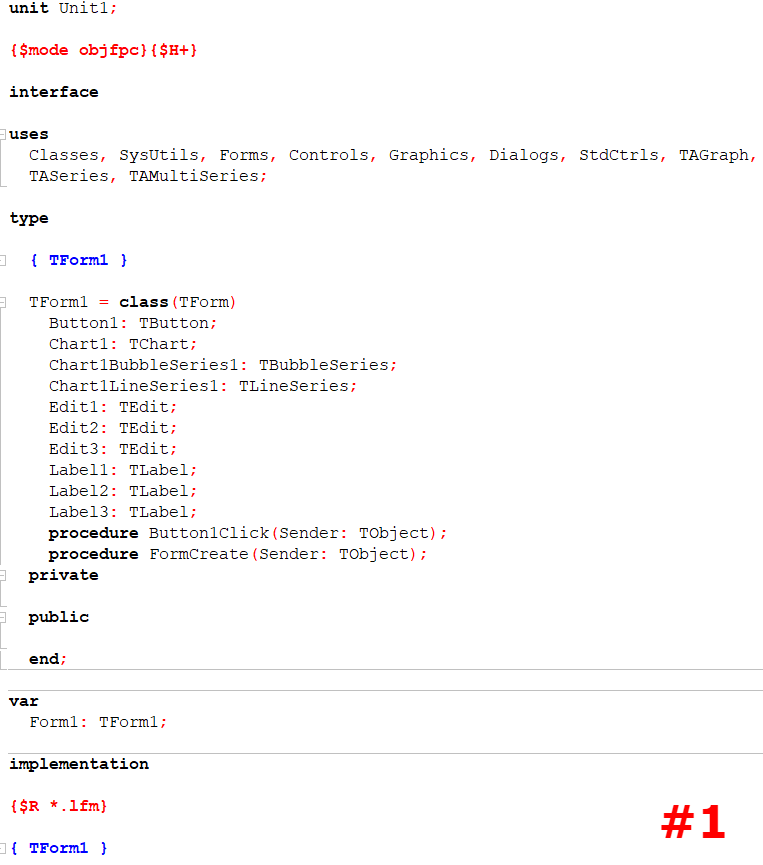 unit Unit1;
{$mode objfpc}{$H+}
interface
uses
Classes, SysUtils, Forms, Controls, Graphics, Dialogs, StdCtrls, TAGraph,
TASeries, TAMultiSeries;
type
{ TForm1 }
TForm1 = class(TForm)
Button1: TButton;
Chart1: TChart;
Chart1BubbleSeries1: TBubbleSeries;
Chart1LineSeries1: TLineSeries;
Edit1: TEdit;
Edit2: TEdit;
Edit3: TEdit;
Label1: TLabel;
Label2: TLabel;
Label3: TLabel;
procedure Button1Click(Sender: TObject);
procedure FormCreate(Sender: TObject);
private
public
end;
var
Form1: TForm1;
implementation
{$R *.lfm}
#1
{ TForm1 }